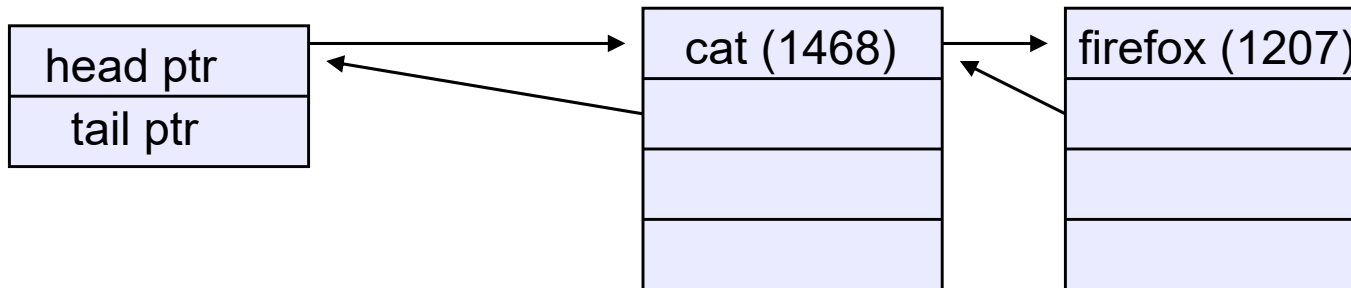 head ptr
tail ptr
cat (1468)
firefox (1207)